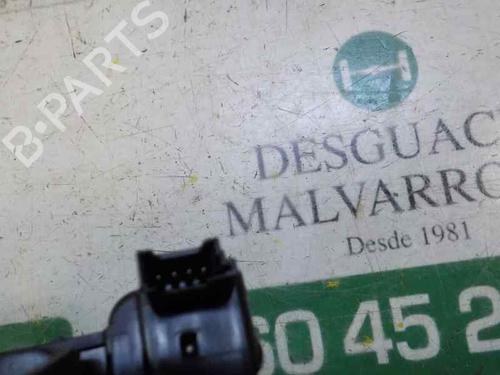 B-PARTS
DESGUAC
MALVARRO
Desde 1981
60 45 2